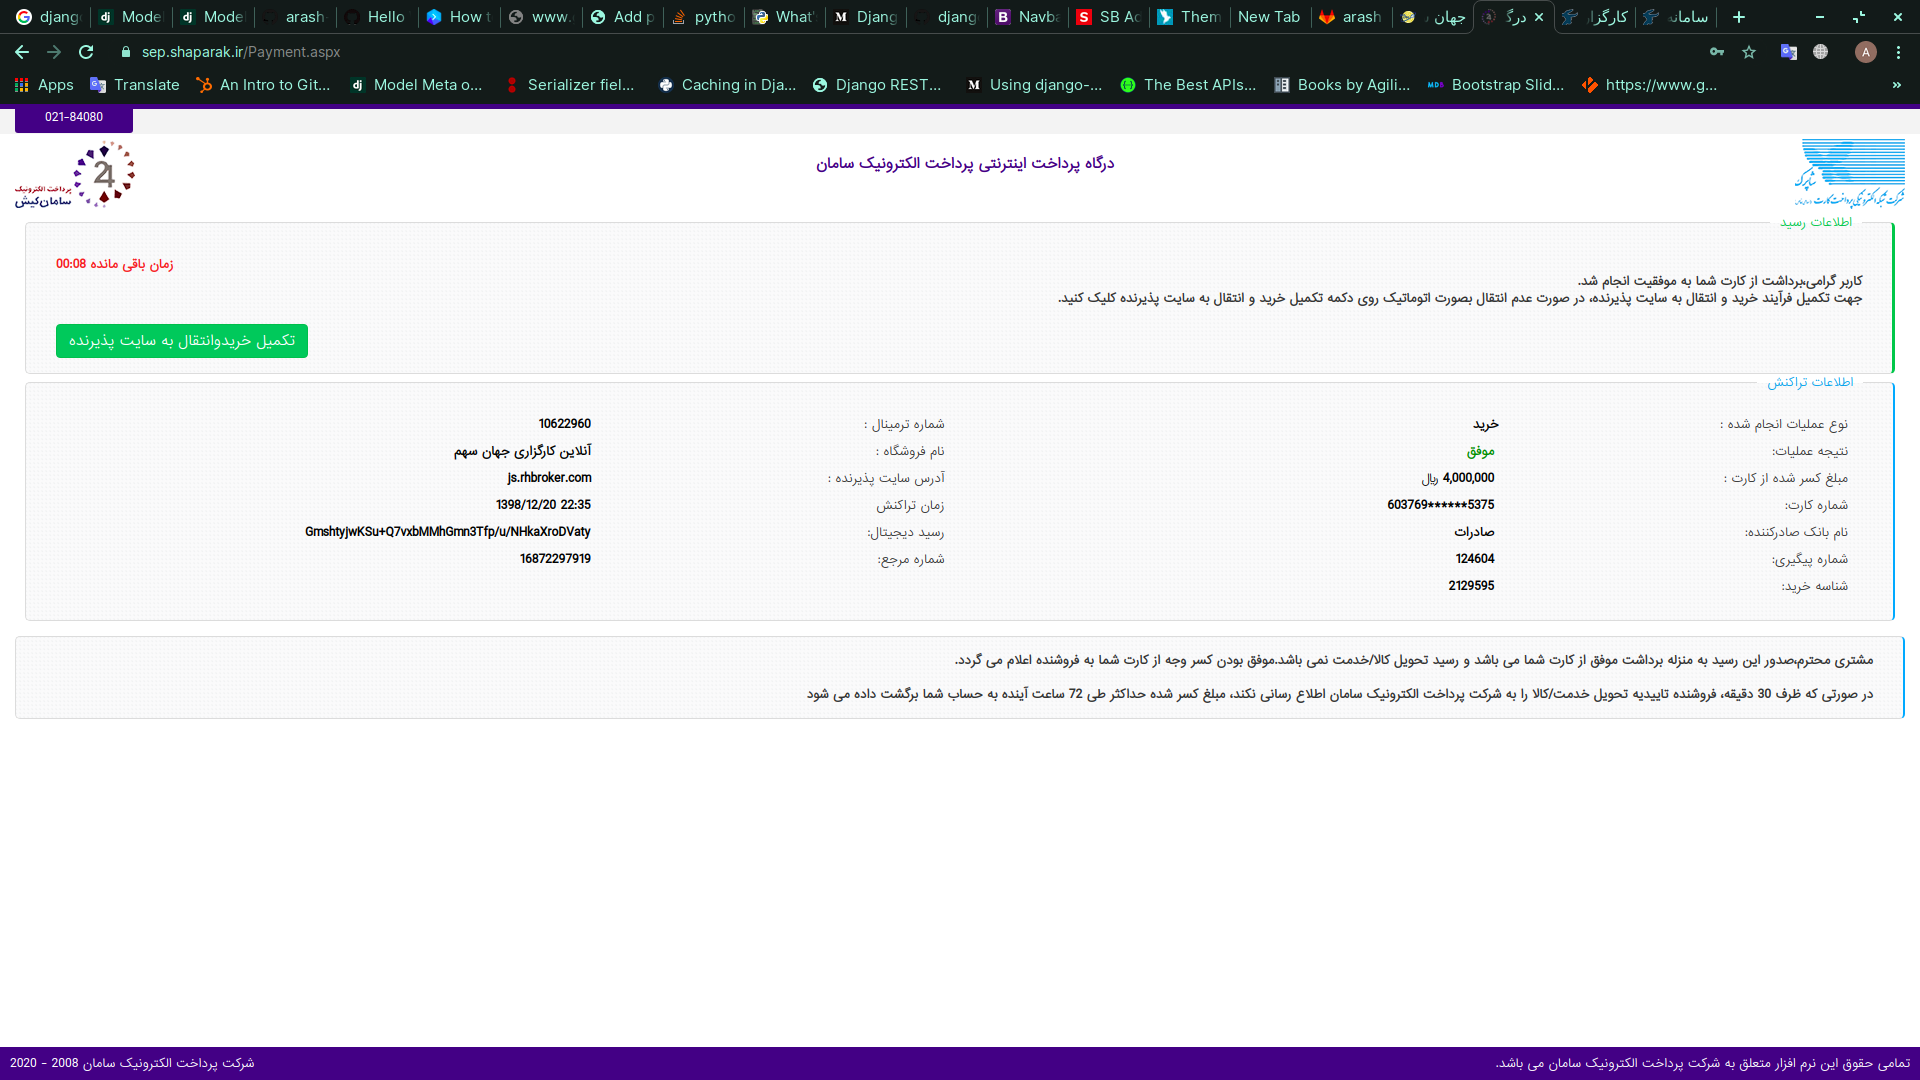 djang
Model
Model
arash
Hello
How t
www.
Add p
pytho
What'
Djang
djang
Navba
SB Ad
Them
New Tab
arash
جهان
درگ
کارگزار
سامانه
sep.shaparak.ir/Payment.aspx
A
Apps
Translate
An Intro to Git...
Model Meta o...
Serializer fiel...
Caching in Dja...
Django REST...
Using django-...
The Best APIs...
Books by Agili...
Bootstrap Slid...
https://www.g...
021-84080
24
پرداخت الکترونیک
سامان‌کیش
درگاه پرداخت اینترنتی پرداخت الکترونیک سامان
شاپرک
اطلاعات رسید
زمان باقی مانده 00:08
کاربر گرامی،برداشت از کارت شما به موفقیت انجام شد.
جهت تکمیل فرآیند خرید و انتقال به سایت پذیرنده، در صورت عدم انتقال بصورت اتوماتیک روی دکمه تکمیل خرید و انتقال به سایت پذیرنده کلیک کنید.
تکمیل خریدوانتقال به سایت پذیرنده
اطلاعات تراکنش
نوع عملیات انجام شده : خرید
شماره ترمینال : 10622960
نتیجه عملیات: موفق
نام فروشگاه : آنلاین کارگزاری جهان سهم
مبلغ کسر شده از کارت : 4,000,000 ریال
آدرس سایت پذیرنده : js.rhbroker.com
شماره کارت: 603769******5375
زمان تراکنش 1398/12/20 22:35
نام بانک صادرکننده: صادرات
رسید دیجیتال: GmshtyjwKSu+Q7vxbMMhGmn3Tfp/u/NHkaXroDVaty
شماره پیگیری: 124604
شماره مرجع: 16872297919
شناسه خرید: 2129595
مشتری محترم،صدور این رسید به منزله برداشت موفق از کارت شما می باشد و رسید تحویل کالا/خدمت نمی باشد.موفق بودن کسر وجه از کارت شما به فروشنده اعلام می گردد.
در صورتی که ظرف 30 دقیقه، فروشنده تاییدیه تحویل خدمت/کالا را به شرکت پرداخت الکترونیک سامان اطلاع رسانی نکند، مبلغ کسر شده حداکثر طی 72 ساعت آینده به حساب شما برگشت داده می شود
تمامی حقوق این نرم افزار متعلق به شرکت پرداخت الکترونیک سامان می باشد.
شرکت پرداخت الکترونیک سامان 2008 - 2020